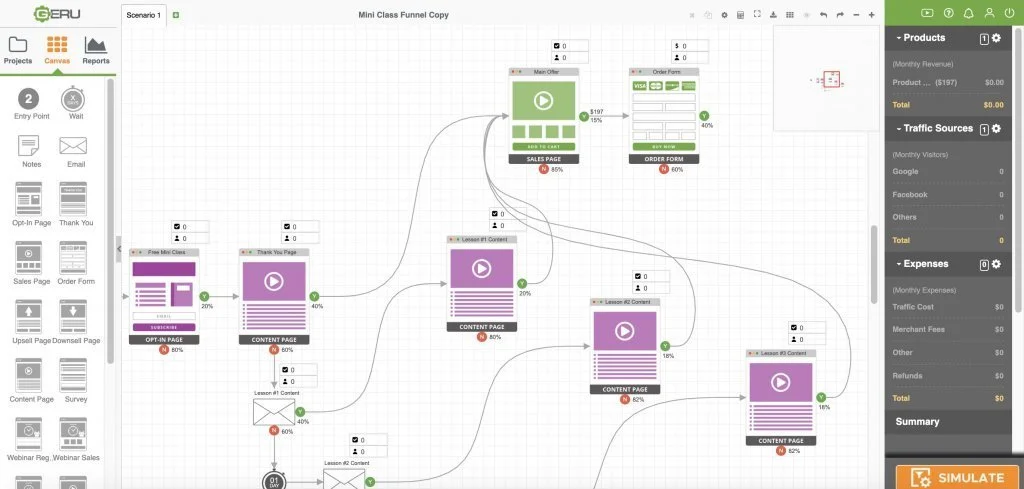 GERU
Projects
Canvas
Reports
2
Entry Point
X
DAYS
Wait
Notes
Email
Opt-In Page
Thank You
Sales Page
Order Form
Upsell Page
Downsell Page
Content Page
Survey
Webinar Reg...
Webinar Sales
Scenario 1
Mini Class Funnel Copy
0
0
Main Offer
ADD TO CART
SALES PAGE
Y
$197
15%
N 85%
$ 0
0
Order Form
VISA
BUY NOW
ORDER FORM
Y
40%
N 60%
0
0
Free Mini Class
EMAIL
SUBSCRIBE
OPT-IN PAGE
Y
20%
N 80%
0
0
Thank You Page
CONTENT PAGE
Y
40%
N 60%
0
0
Lesson #1 Content
CONTENT PAGE
Y
20%
N 80%
0
0
Lesson #2 Content
CONTENT PAGE
Y
18%
N 82%
0
0
Lesson #3 Content
CONTENT PAGE
Y
18%
N 82%
0
0
Lesson #1 Content
Y
40%
N 60%
0
0
Lesson #2 Content
Y
01
DAY
Products 1
(Monthly Revenue)
Product ... ($197) $0.00
Total $0.00
Traffic Sources 1
(Monthly Visitors)
Google 0
Facebook 0
Others 0
Total 0
Expenses 0
(Monthly Expenses)
Traffic Cost $0
Merchant Fees $0
Other $0
Refunds $0
Total $0
Summary
SIMULATE